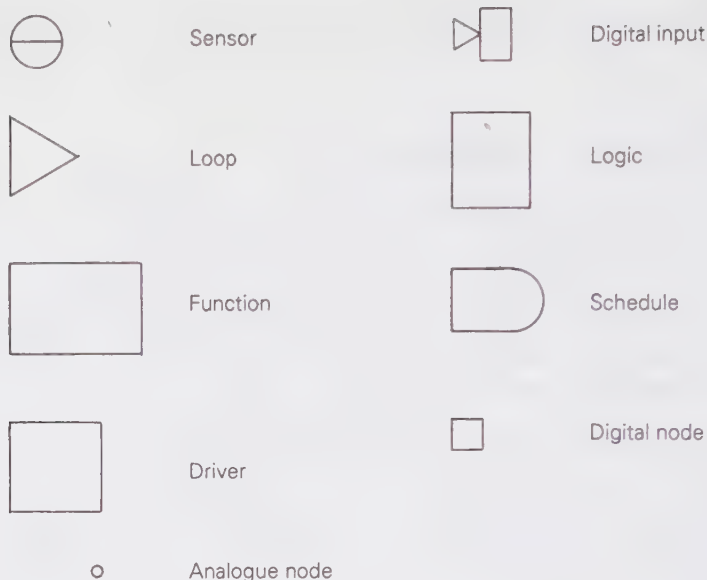 Sensor
Digital input
Loop
Logic
Function
Schedule
Driver
Digital node
Analogue node